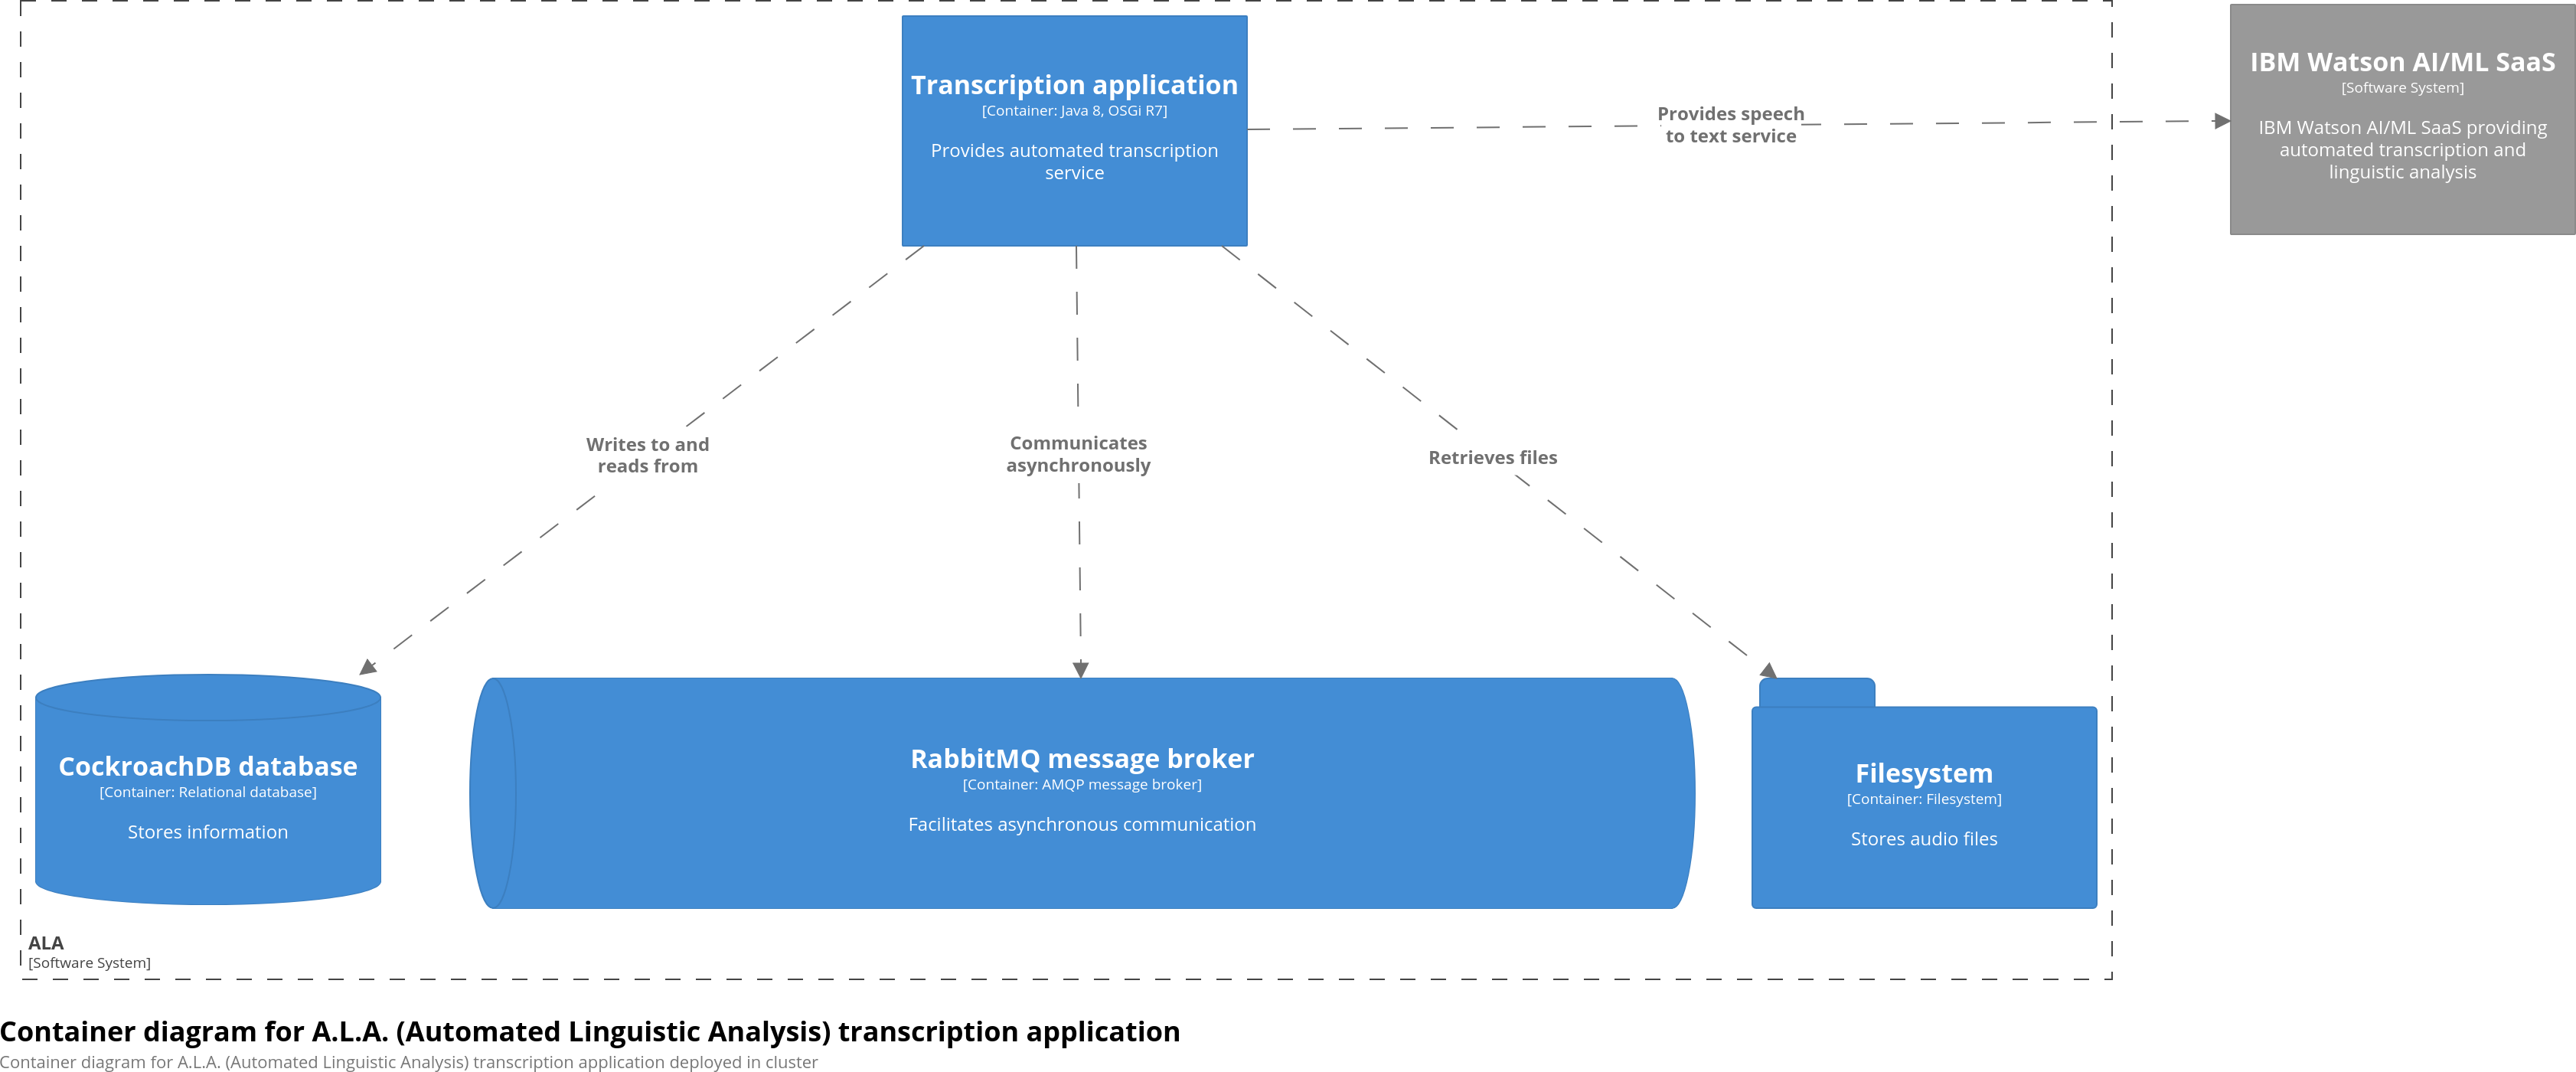 Transcription application
[Container: Java 8, OSGi R7]
Provides automated transcription
service
IBM Watson AI/ML SaaS
[Software System]
IBM Watson AI/ML SaaS providing
automated transcription and
linguistic analysis
Provides speech
to text service
Writes to and
reads from
Communicates
asynchronously
Retrieves files
CockroachDB database
[Container: Relational database]
Stores information
RabbitMQ message broker
[Container: AMQP message broker]
Facilitates asynchronous communication
Filesystem
[Container: Filesystem]
Stores audio files
ALA
[Software System]
Container diagram for A.L.A. (Automated Linguistic Analysis) transcription application
Container diagram for A.L.A. (Automated Linguistic Analysis) transcription application deployed in cluster